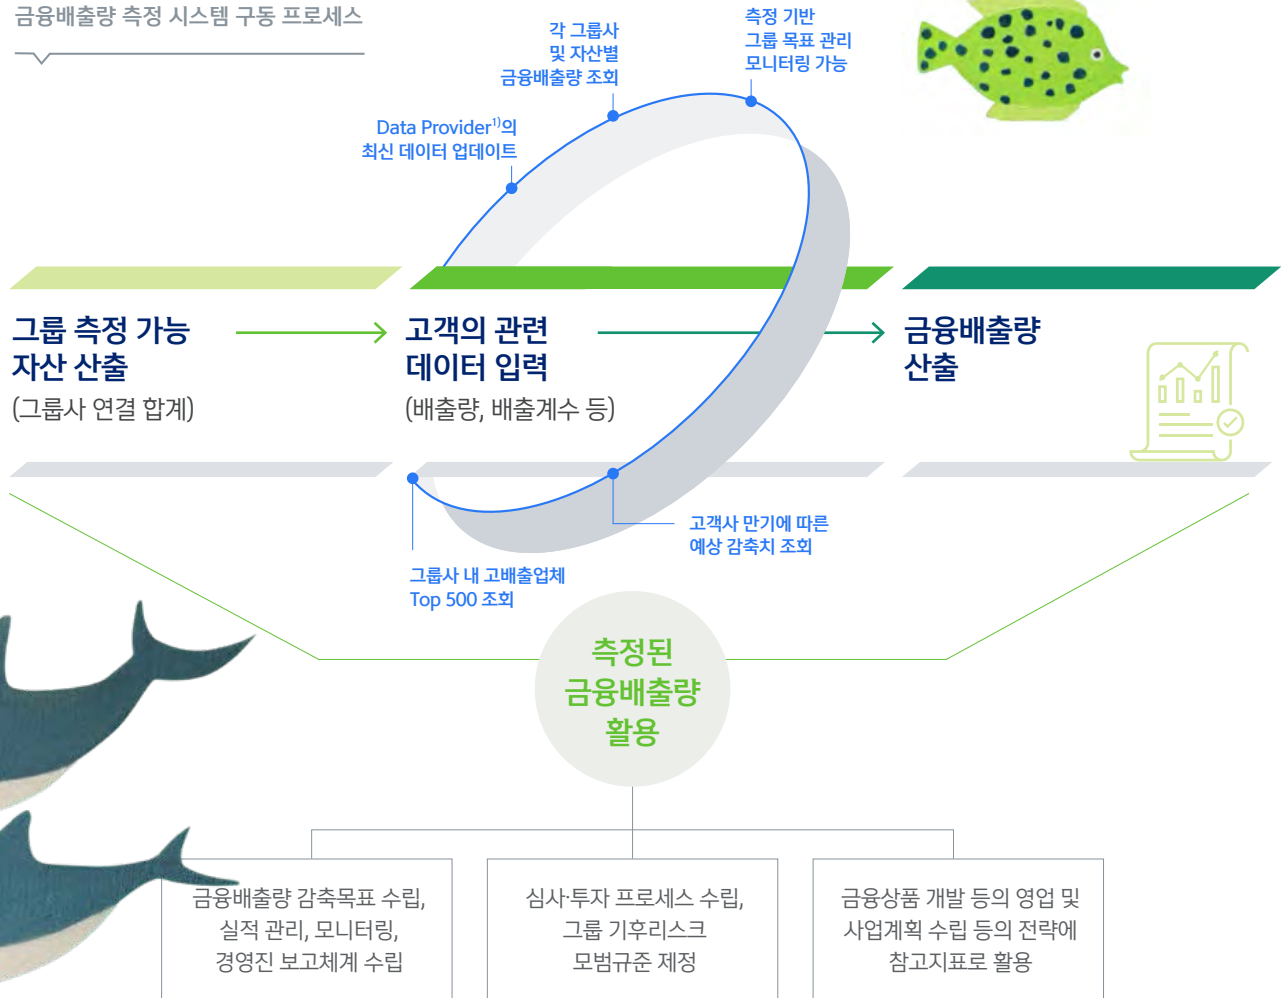 금융배출량 측정 시스템 구동 프로세스
각 그룹사
및 자산별
금융배출량 조회
측정 기반
그룹 목표 관리
모니터링 가능
Data Provider¹⁾의
최신 데이터 업데이트
그룹 측정 가능
자산 산출
(그룹사 연결 합계)
고객의 관련
데이터 입력
(배출량, 배출계수 등)
금융배출량
산출
고객사 만기에 따른
예상 감축치 조회
그룹사 내 고배출업체
Top 500 조회
측정된
금융배출량
활용
금융배출량 감축목표 수립,
실적 관리, 모니터링,
경영진 보고체계 수립
심사·투자 프로세스 수립,
그룹 기후리스크
모범규준 제정
금융상품 개발 등의 영업 및
사업계획 수립 등의 전략에
참고지표로 활용